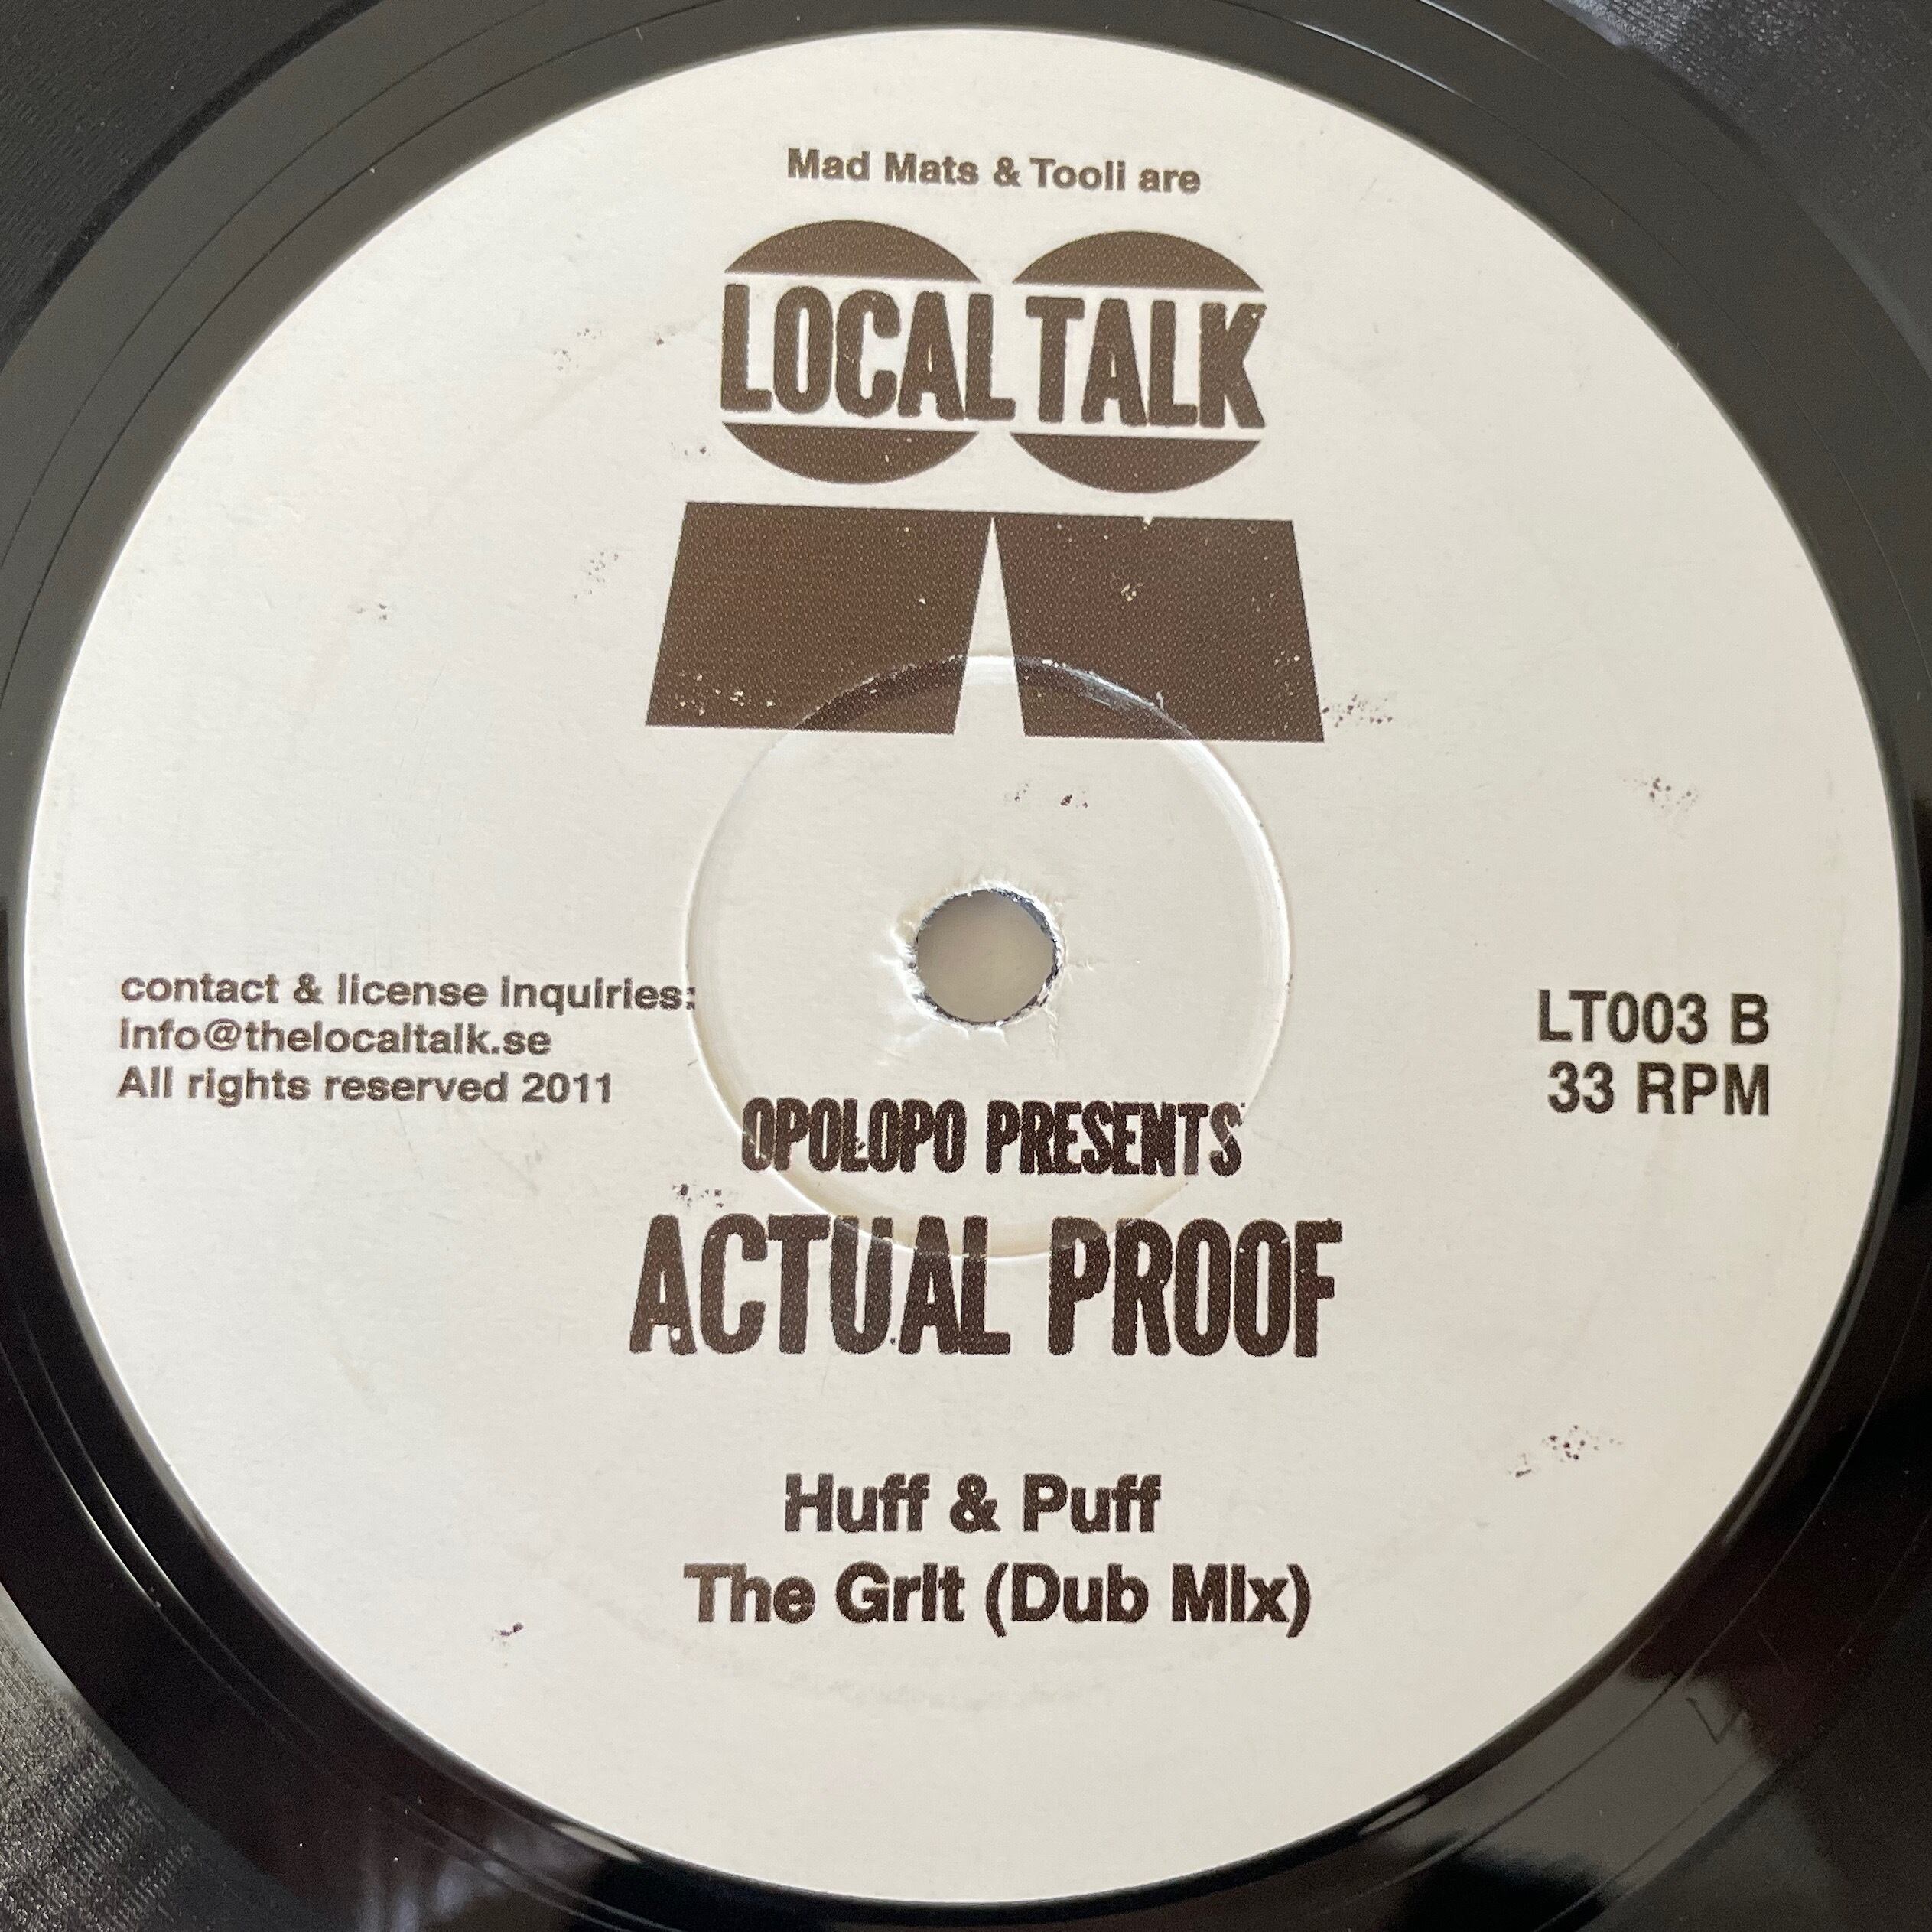 Mad Mats & Tooli are
LOCAL TALK
contact & license inquiries:
info@thelocaltalk.se
All rights reserved 2011
LT003 B
33 RPM
OPOLOPO PRESENTS
ACTUAL PROOF
Huff & Puff
The Grit (Dub Mix)